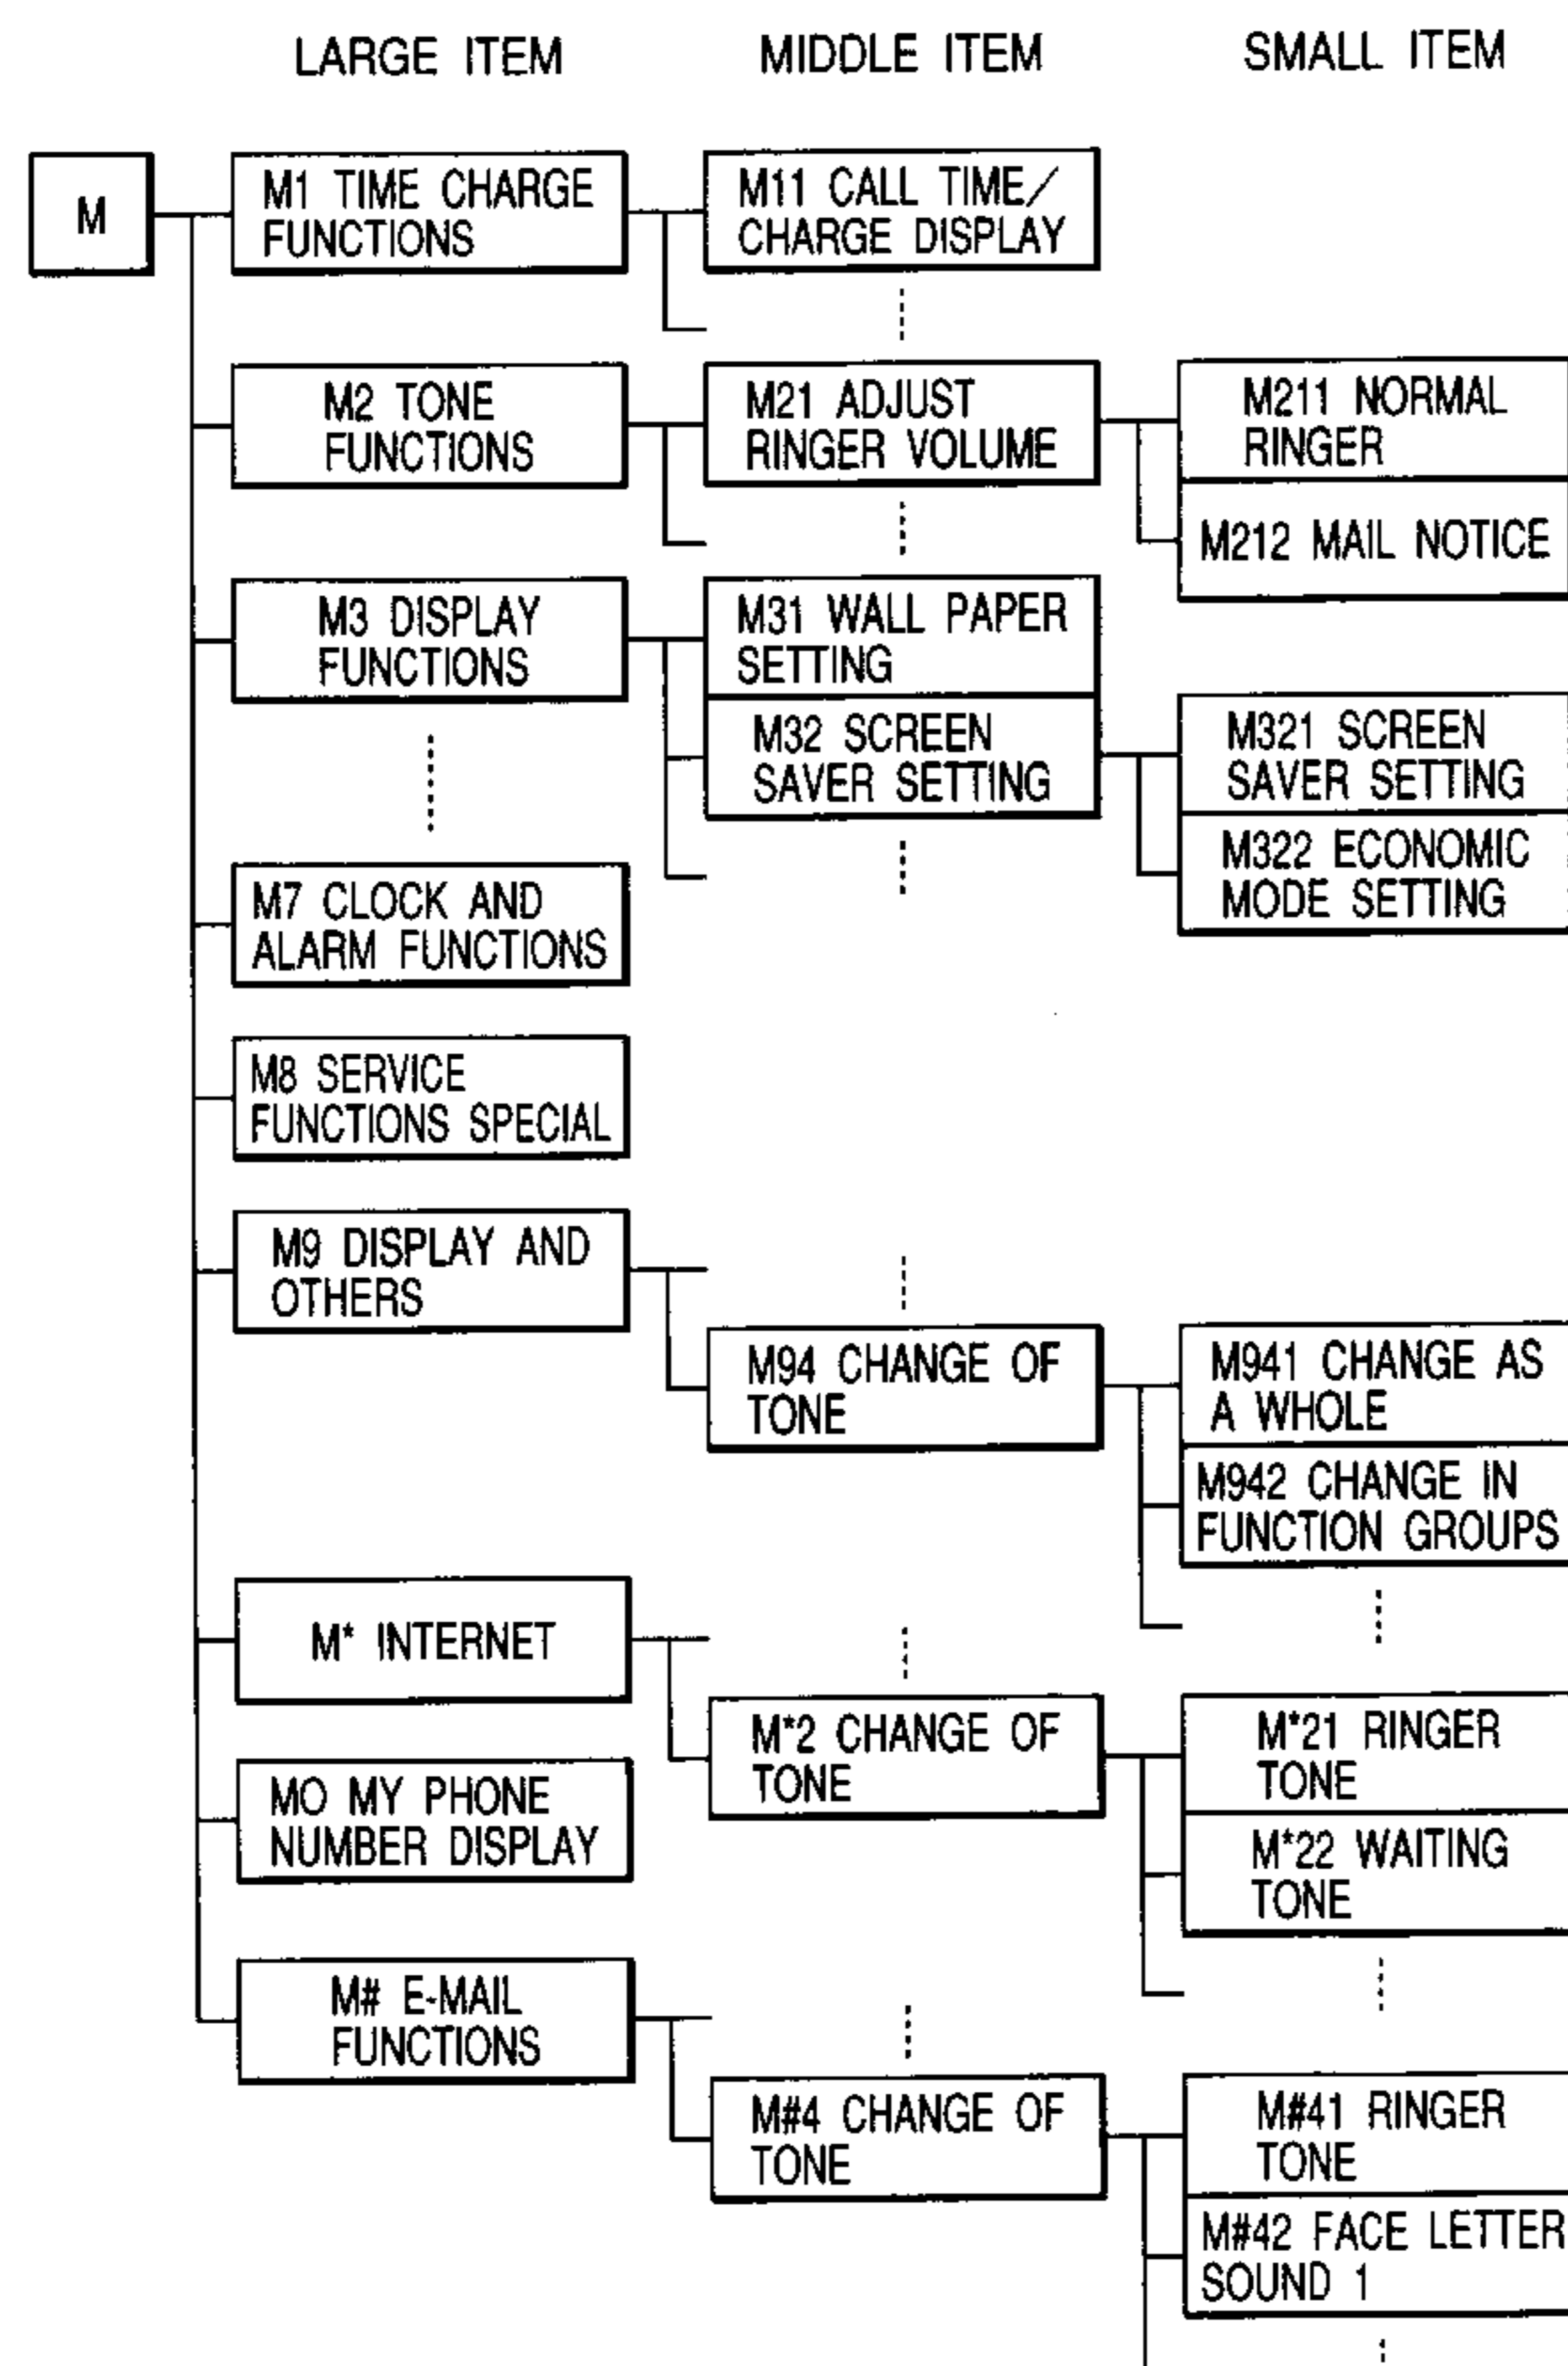 LARGE ITEM
MIDDLE ITEM
SMALL ITEM
M
M1 TIME CHARGE
FUNCTIONS
M11 CALL TIME/
CHARGE DISPLAY
M2 TONE
FUNCTIONS
M21 ADJUST
RINGER VOLUME
M211 NORMAL
RINGER
M212 MAIL NOTICE
M3 DISPLAY
FUNCTIONS
M31 WALL PAPER
SETTING
M32 SCREEN
SAVER SETTING
M321 SCREEN
SAVER SETTING
M322 ECONOMIC
MODE SETTING
M7 CLOCK AND
ALARM FUNCTIONS
M8 SERVICE
FUNCTIONS SPECIAL
M9 DISPLAY AND
OTHERS
M94 CHANGE OF
TONE
M941 CHANGE AS
A WHOLE
M942 CHANGE IN
FUNCTION GROUPS
M* INTERNET
M*2 CHANGE OF
TONE
M*21 RINGER
TONE
M*22 WAITING
TONE
MO MY PHONE
NUMBER DISPLAY
M# E-MAIL
FUNCTIONS
M#4 CHANGE OF
TONE
M#41 RINGER
TONE
M#42 FACE LETTER
SOUND 1